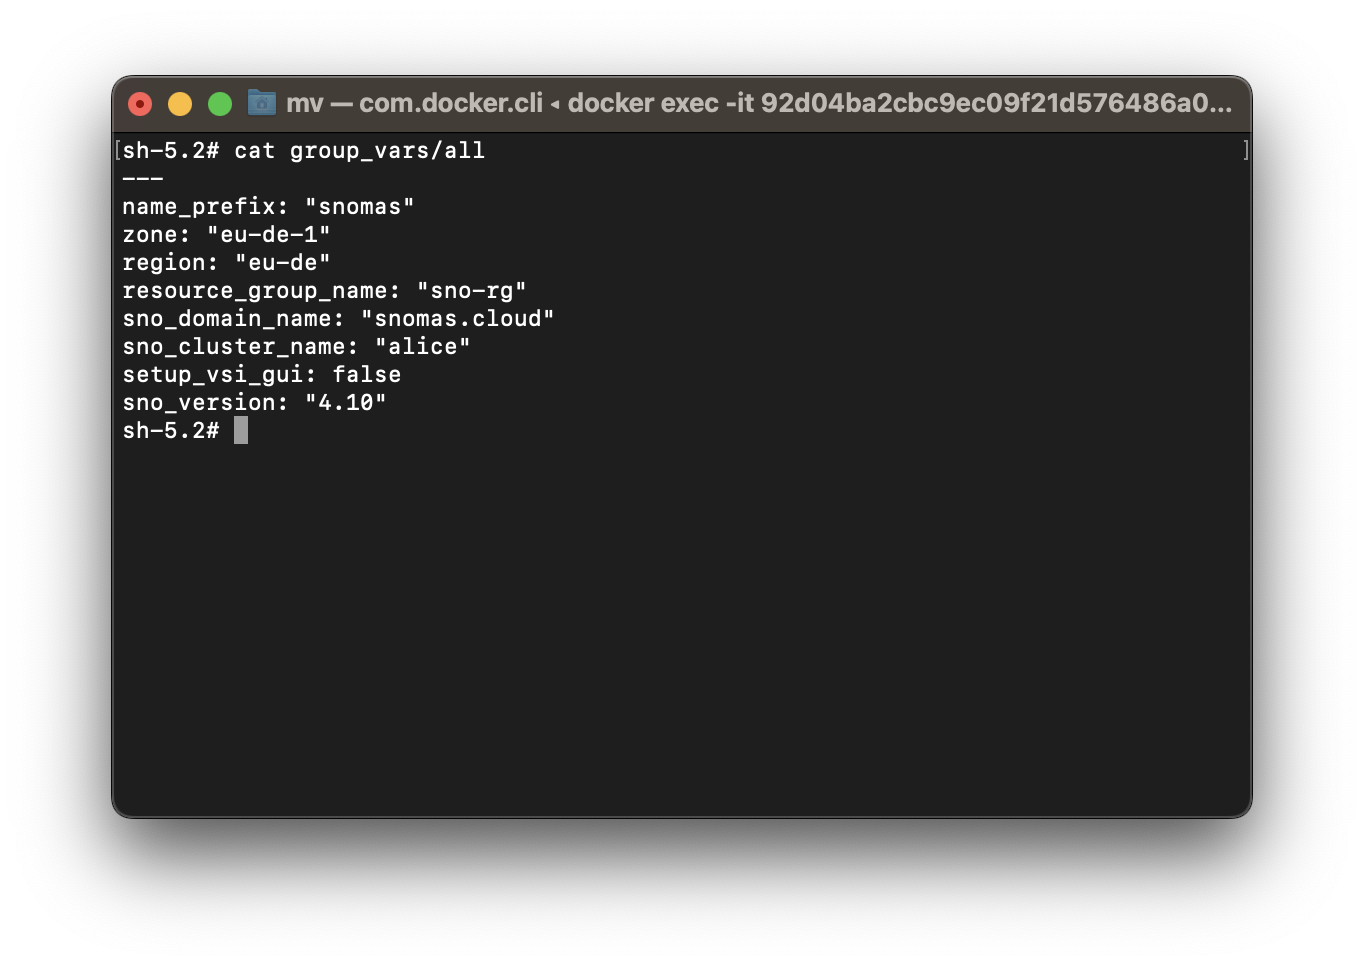 mv — com.docker.cli ◂ docker exec -it 92d04ba2cbc9ec09f21d576486a0...
[sh-5.2# cat group_vars/all ]
---
name_prefix: "snomas"
zone: "eu-de-1"
region: "eu-de"
resource_group_name: "sno-rg"
sno_domain_name: "snomas.cloud"
sno_cluster_name: "alice"
setup_vsi_gui: false
sno_version: "4.10"
sh-5.2#